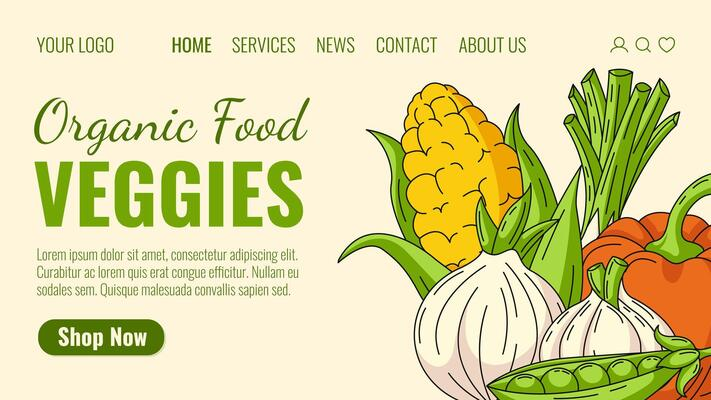 YOUR LOGO HOME SERVICES NEWS CONTACT ABOUT US
Organic Food
VEGGIES
Lorem ipsum dolor sit amet, consectetur adipiscing elit.
Curabitur ac lorem quis erat congue efficitur. Nullam eu
sodales sem. Quisque malesuada convallis sapien sed.
Shop Now